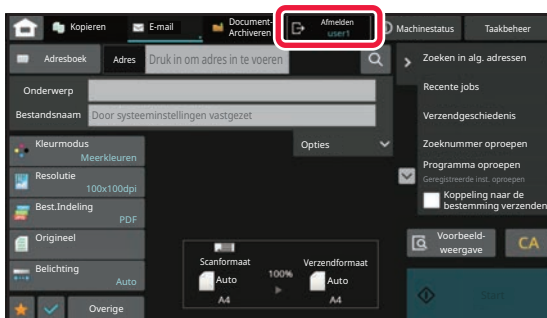 Kopieren
E-mail
Document-
Archiveren
Afmelden
user1
Machinestatus
Taakbeheer
Adresboek
Adres
Druk in om adres in te voeren
Zoeken in alg. adressen
Onderwerp
Recente jobs
Bestandsnaam
Door systeeminstellingen vastgezet
Verzendgeschiedenis
Kleurmodus
Meerkleuren
Opties
Zoeknummer oproepen
Resolutie
100x100dpi
Programma oproepen
Geregistreerde inst. oproepen
Koppeling naar de
bestemming verzenden
Best.Indeling
PDF
Origineel
Voorbeeld-
weergave
CA
Scanformaat
Auto
A4
100%
Verzendformaat
Auto
A4
Belichting
Auto
Start
Overige